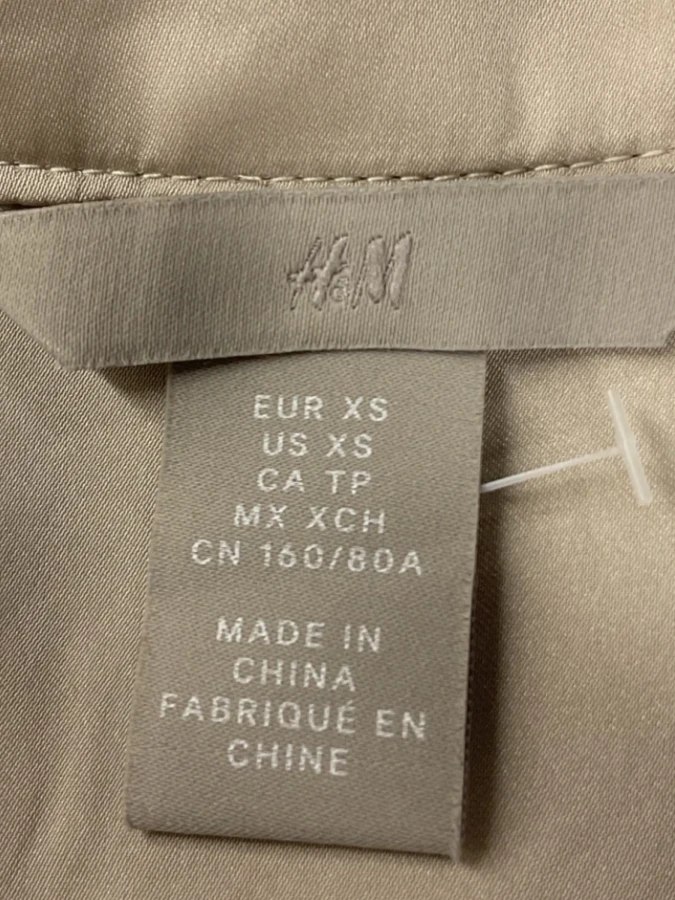 H&M
EUR XS
US XS
CA TP
MX XCH
CN 160/80A
MADE IN
CHINA
FABRIQUÉ EN
CHINE